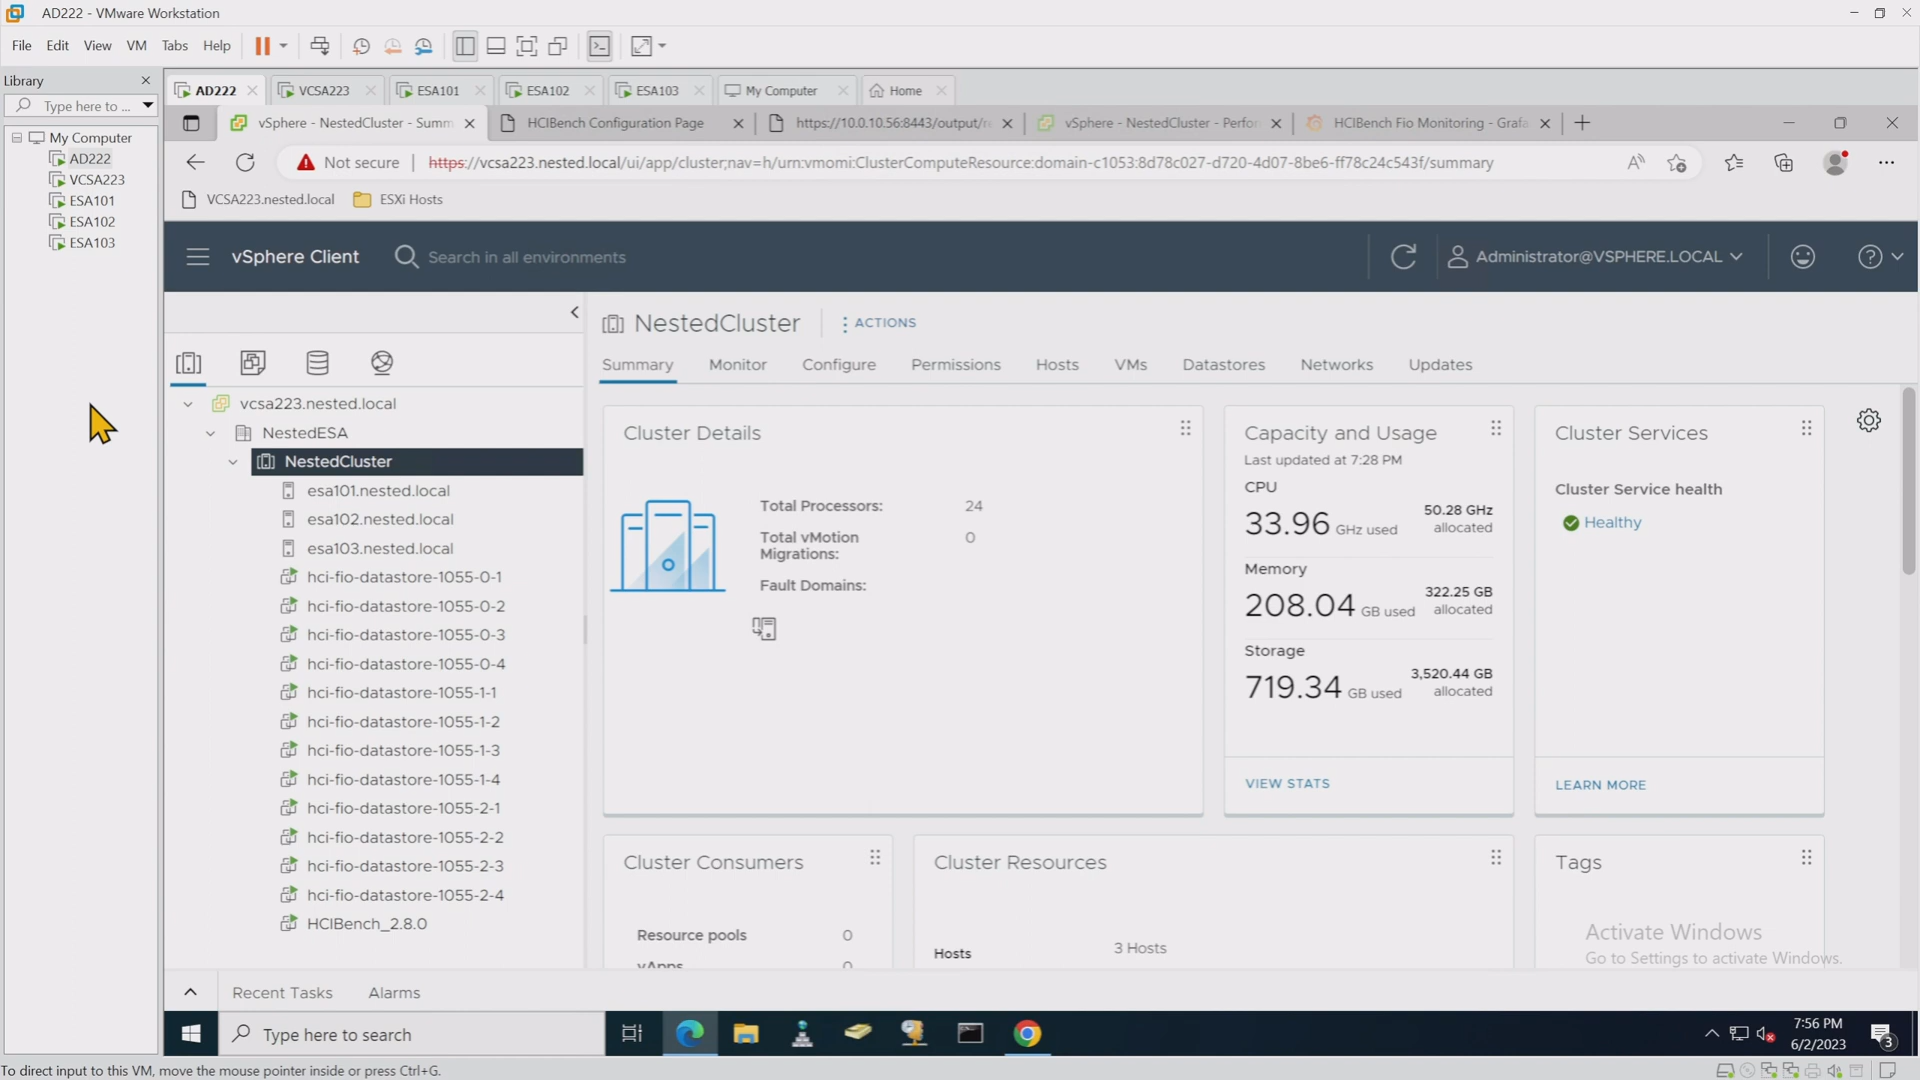 AD222 - VMware Workstation
File Edit View VM Tabs Help
Library
Type here to ...
My Computer
AD222
VCSA223
ESA101
ESA102
ESA103
AD222 VCSA223 ESA101 ESA102 ESA103 My Computer Home
vSphere - NestedCluster - Summ HCIBench Configuration Page https://10.0.10.56:8443/output/re vSphere - NestedCluster - Perfor HCIBench Fio Monitoring - Grafa
Not secure https://vcsa223.nested.local/ui/app/cluster;nav=h/urn:vmomi:ClusterComputeResource:domain-c1053:8d78c027-d720-4d07-8be6-ff78c24c543f/summary
VCSA223.nested.local ESXi Hosts
vSphere Client Search in all environments Administrator@VSPHERE.LOCAL
vcsa223.nested.local
NestedESA
NestedCluster
esa101.nested.local
esa102.nested.local
esa103.nested.local
hci-fio-datastore-1055-0-1
hci-fio-datastore-1055-0-2
hci-fio-datastore-1055-0-3
hci-fio-datastore-1055-0-4
hci-fio-datastore-1055-1-1
hci-fio-datastore-1055-1-2
hci-fio-datastore-1055-1-3
hci-fio-datastore-1055-1-4
hci-fio-datastore-1055-2-1
hci-fio-datastore-1055-2-2
hci-fio-datastore-1055-2-3
hci-fio-datastore-1055-2-4
HCIBench_2.8.0
NestedCluster ACTIONS
Summary Monitor Configure Permissions Hosts VMs Datastores Networks Updates
Cluster Details
Total Processors: 24
Total vMotion Migrations: 0
Fault Domains:
Capacity and Usage
Last updated at 7:28 PM
CPU
33.96 GHz used 50.28 GHz allocated
Memory
208.04 GB used 322.25 GB allocated
Storage
719.34 GB used 3,520.44 GB allocated
VIEW STATS
Cluster Services
Cluster Service health
Healthy
LEARN MORE
Cluster Consumers
Resource pools 0
vApps 0
Cluster Resources
Hosts 3 Hosts
Tags
Activate Windows
Go to Settings to activate Windows.
Recent Tasks Alarms
Type here to search
7:56 PM
6/2/2023
3
To direct input to this VM, move the mouse pointer inside or press Ctrl+G.